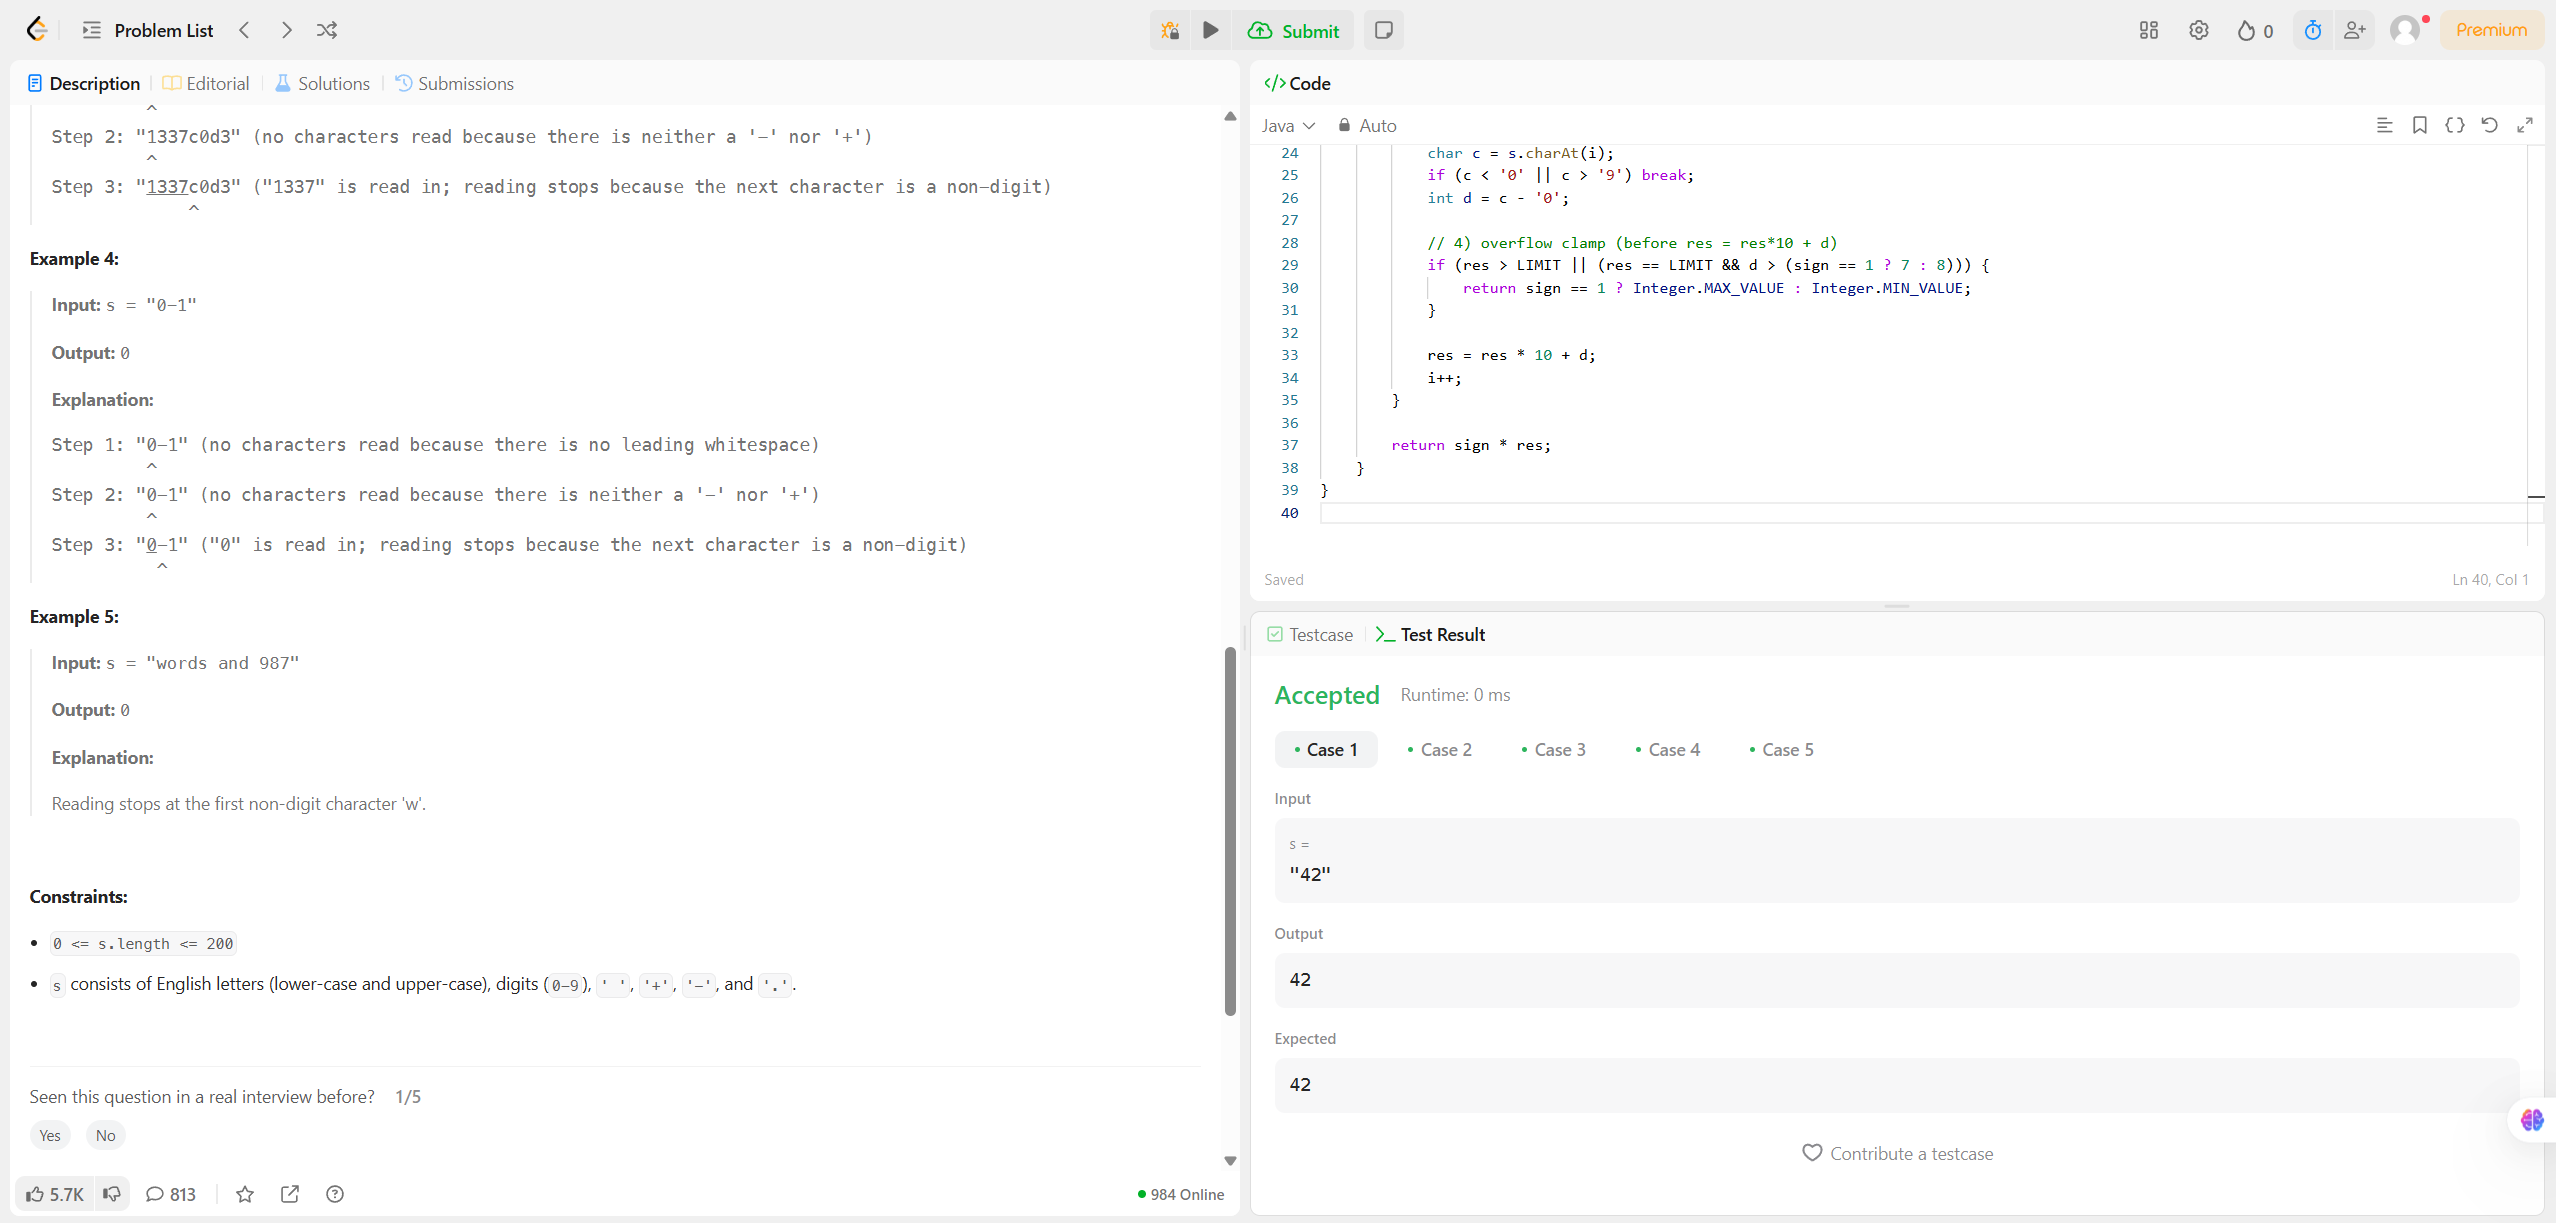 Problem List
Submit
0
Premium
Description
Editorial
Solutions
Submissions
^
Step 2: "1337c0d3" (no characters read because there is neither a '-' nor '+')
^
Step 3: "1337c0d3" ("1337" is read in; reading stops because the next character is a non-digit)
^
Example 4:
Input: s = "0-1"
Output: 0
Explanation:
Step 1: "0-1" (no characters read because there is no leading whitespace)
^
Step 2: "0-1" (no characters read because there is neither a '-' nor '+')
^
Step 3: "0-1" ("0" is read in; reading stops because the next character is a non-digit)
^
Example 5:
Input: s = "words and 987"
Output: 0
Explanation:
Reading stops at the first non-digit character 'w'.
Constraints:
• 0 <= s.length <= 200
• s consists of English letters (lower-case and upper-case), digits (0-9), ' ', '+', '-', and '.'.
Seen this question in a real interview before? 1/5
Yes No
5.7K 813 984 Online
</> Code
Java Auto
24 char c = s.charAt(i);
25 if (c < '0' || c > '9') break;
26 int d = c - '0';
27
28 // 4) overflow clamp (before res = res*10 + d)
29 if (res > LIMIT || (res == LIMIT && d > (sign == 1 ? 7 : 8))) {
30 return sign == 1 ? Integer.MAX_VALUE : Integer.MIN_VALUE;
31 }
32
33 res = res * 10 + d;
34 i++;
35 }
36
37 return sign * res;
38 }
39 }
40
Saved
Ln 40, Col 1
Testcase
Test Result
Accepted Runtime: 0 ms
• Case 1 • Case 2 • Case 3 • Case 4 • Case 5
Input
s =
"42"
Output
42
Expected
42
Contribute a testcase